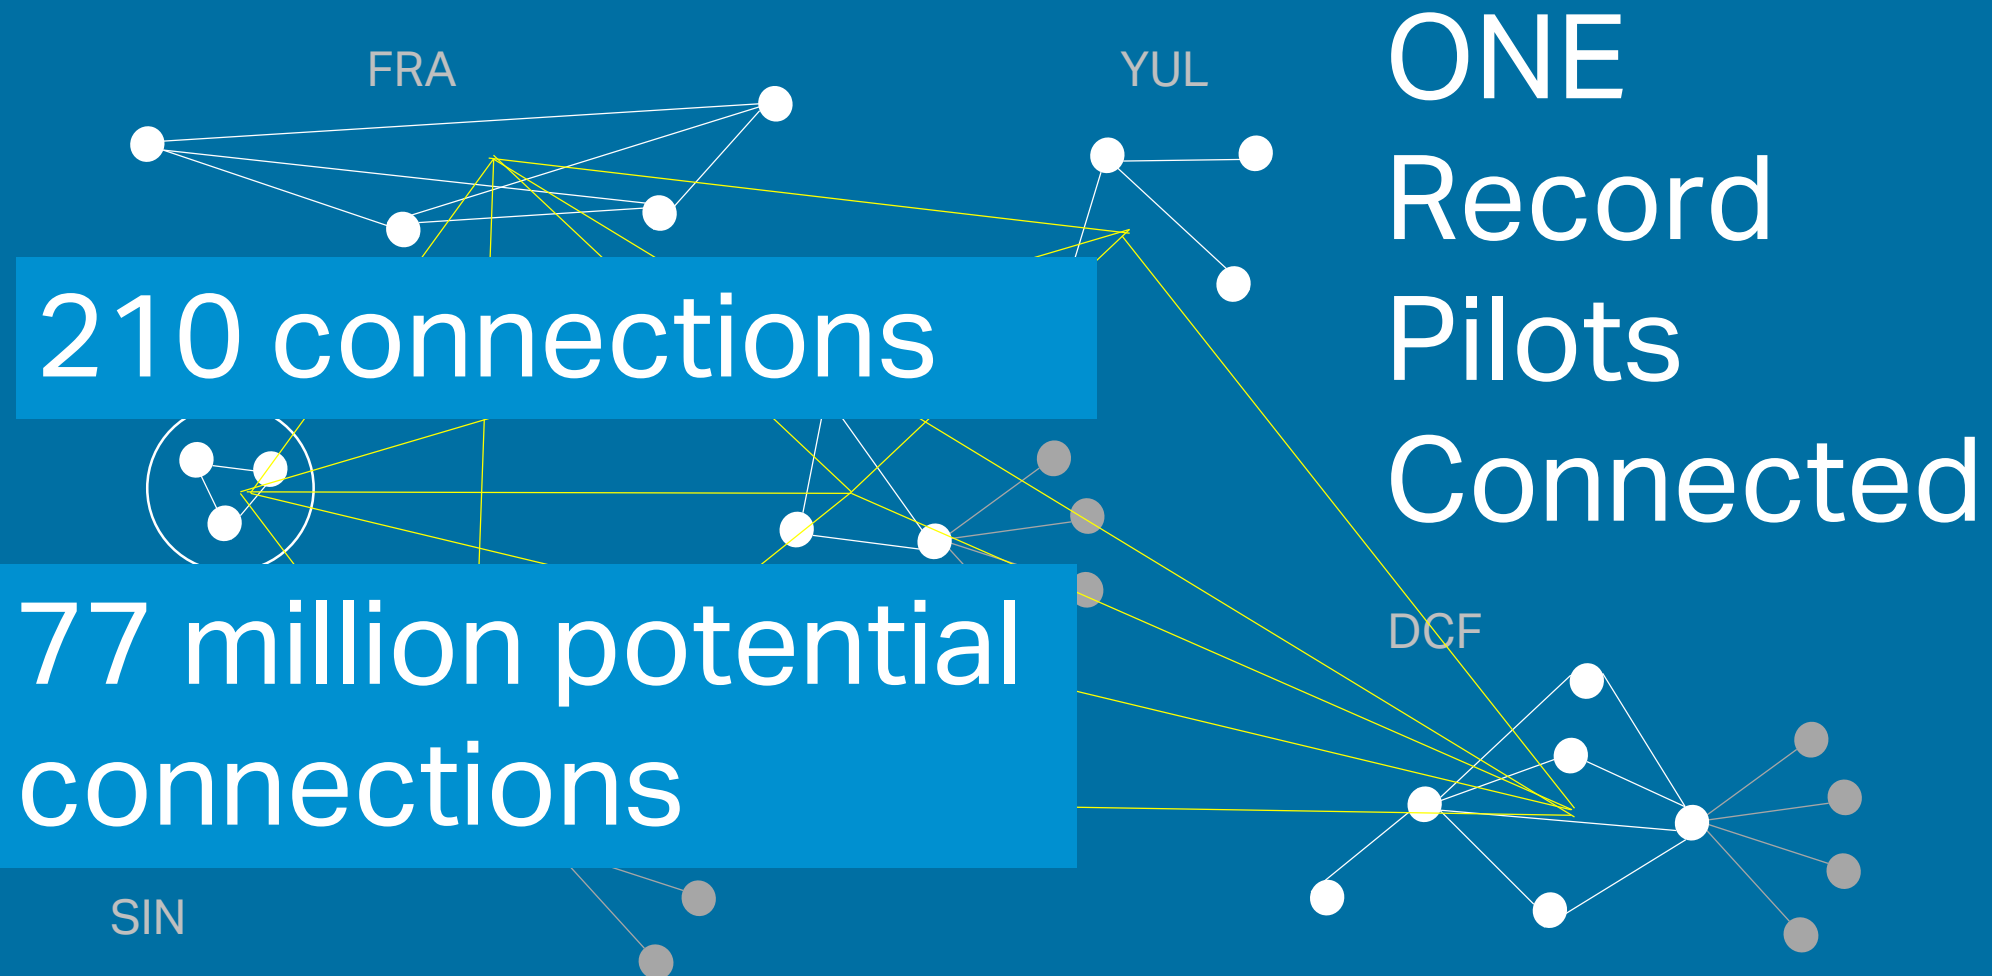 FRA
YUL
ONE
Record
Pilots
Connected
210 connections
77 million potential
connections
DCF
SIN